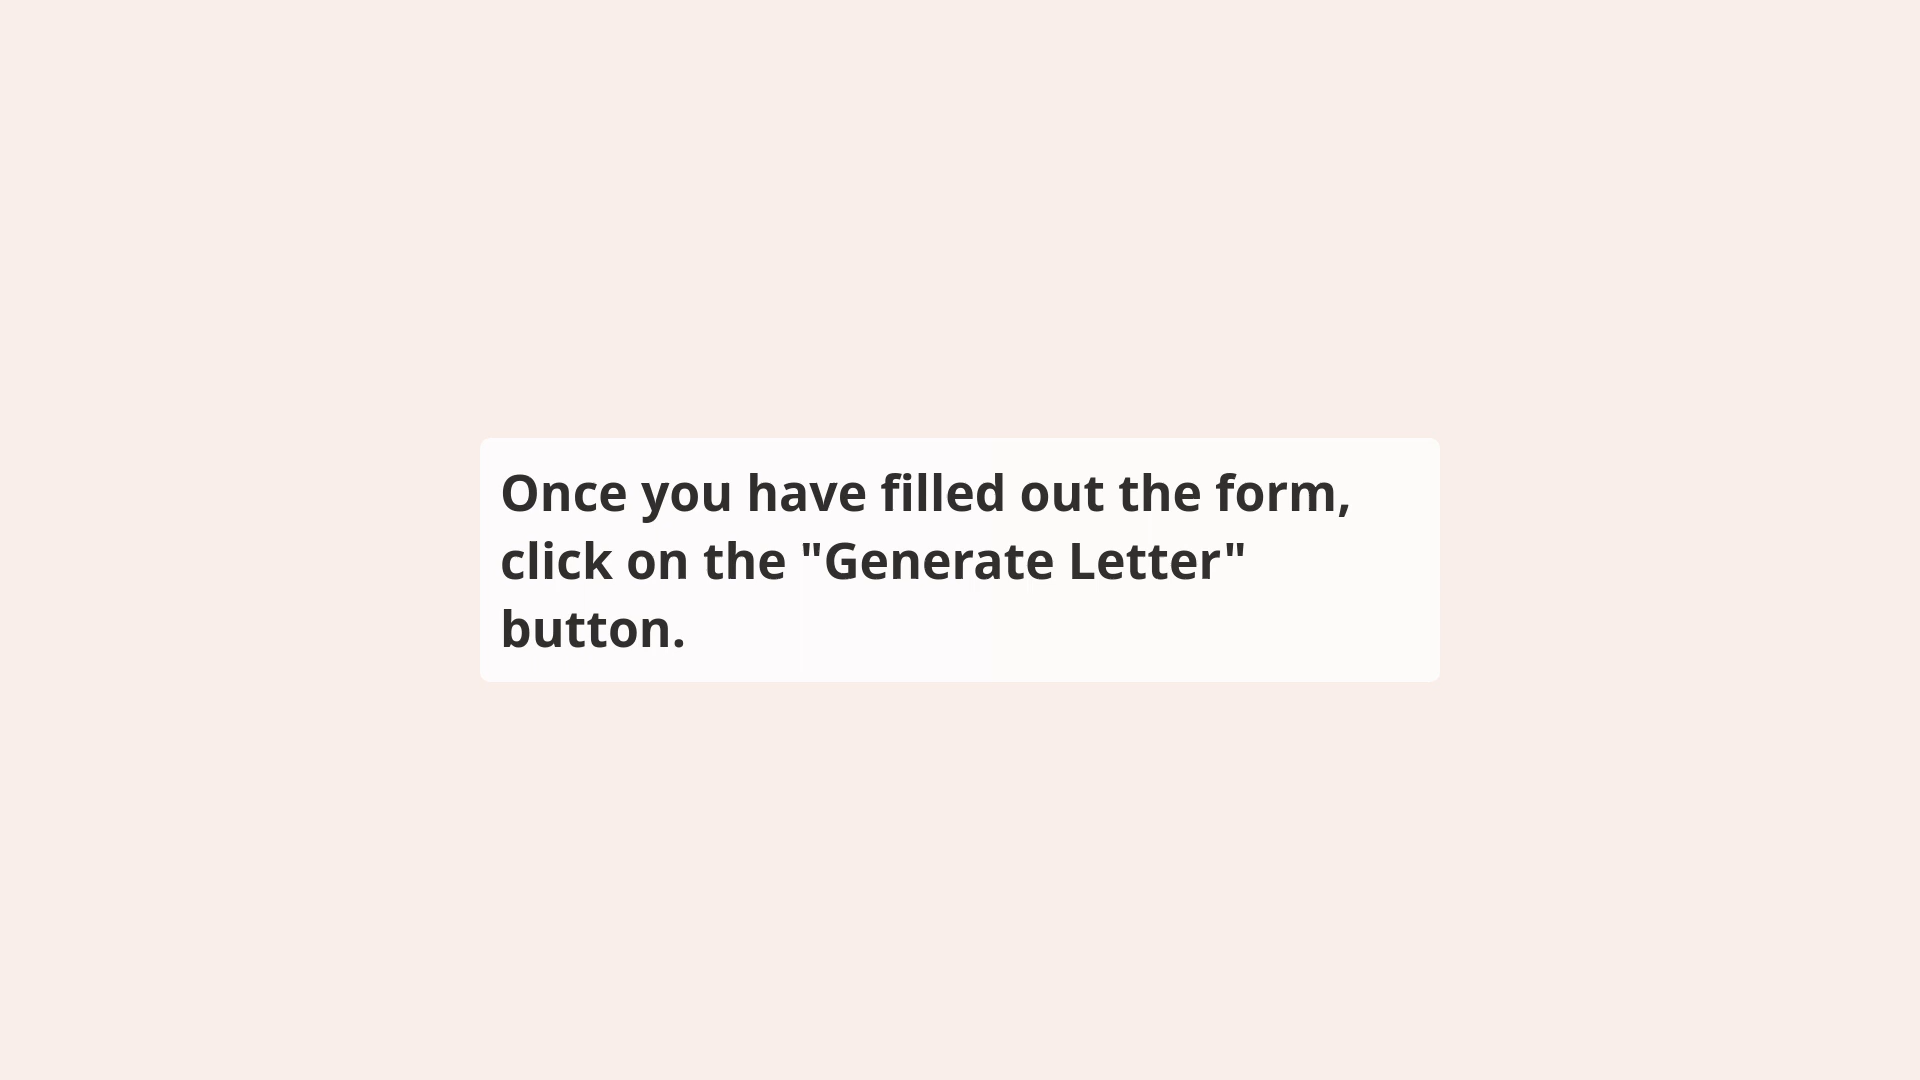 Once you have filled out the form,
click on the "Generate Letter"
button.